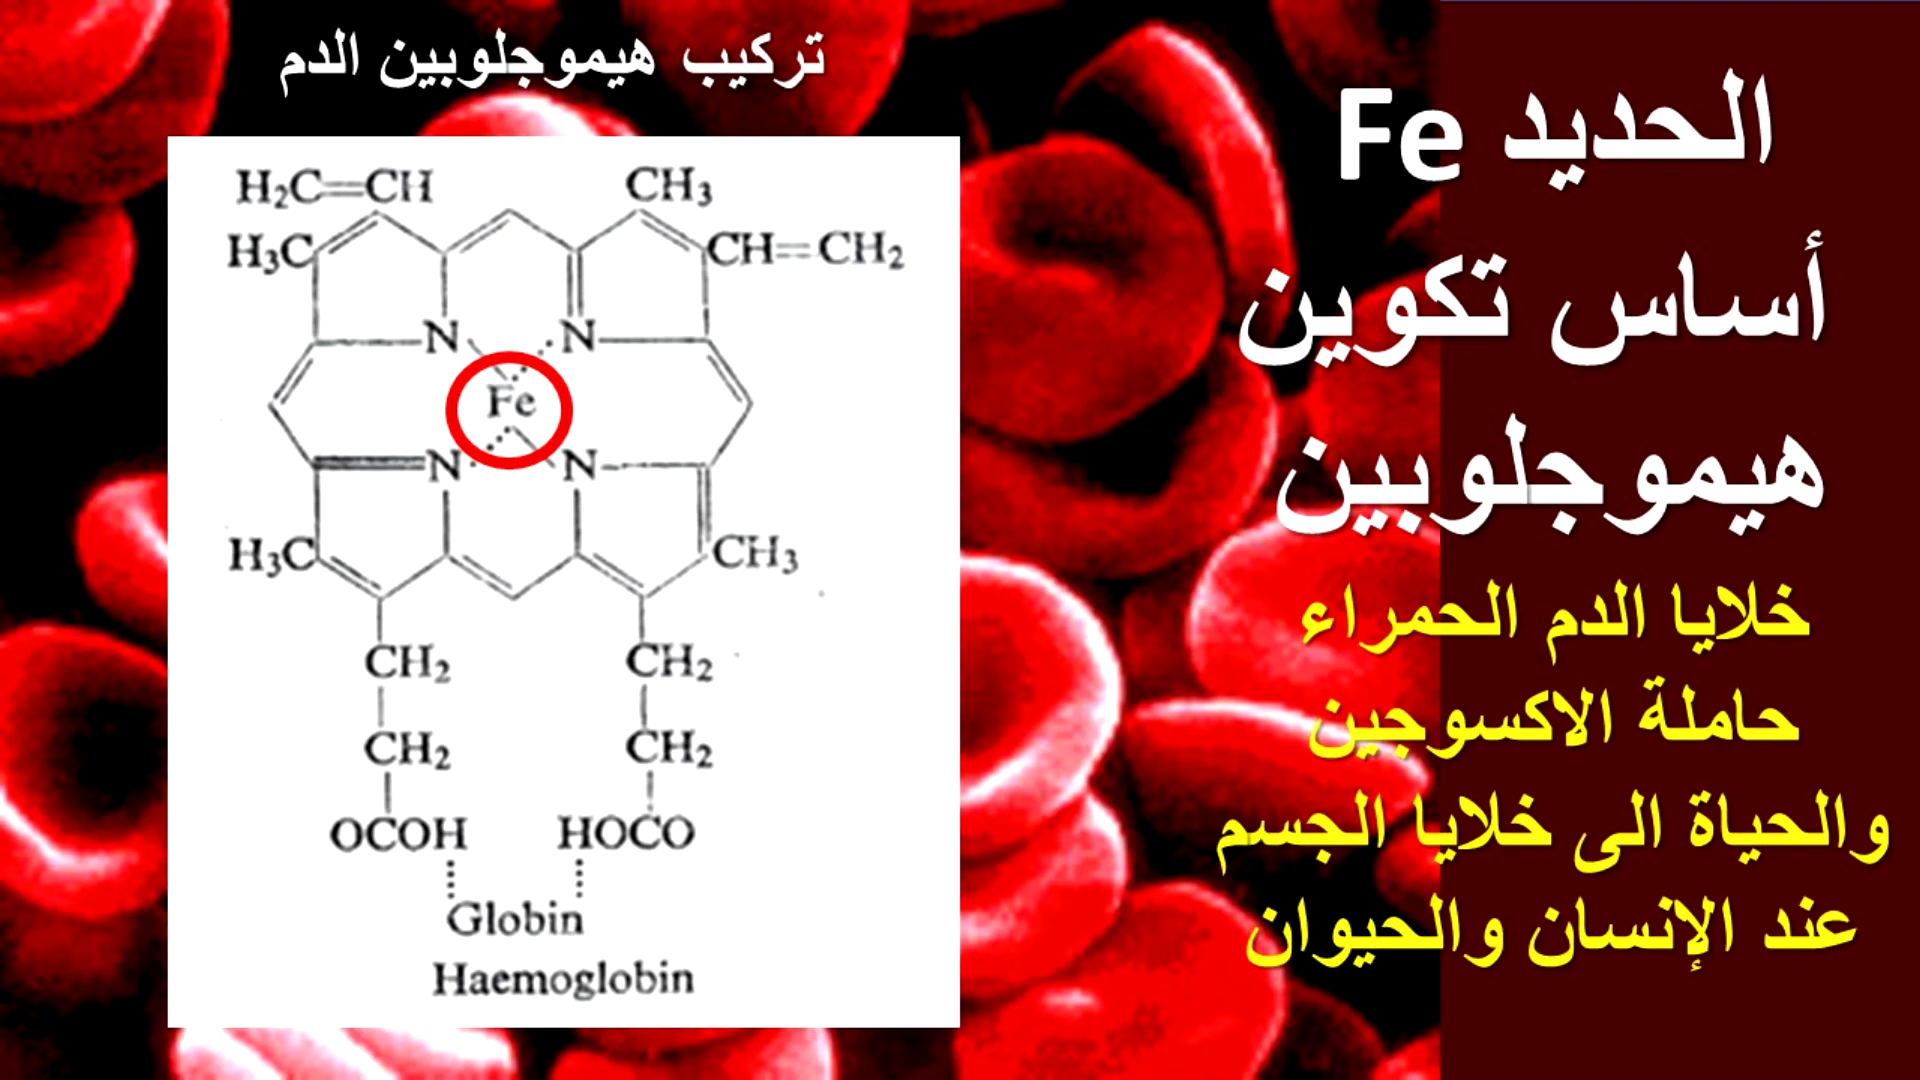 تركيب هيموجلوبين الدم
الحديد Fe
أساس تكوين
هيموجلوبين
خلايا الدم الحمراء
حاملة الاكسوجين
والحياة الى خلايا الجسم
عند الإنسان والحيوان
H₂C=CH
CH₃
H₃C
CH=CH₂
N
N
Fe
N
N
H₃C
CH₃
CH₂
CH₂
CH₂
CH₂
OCOH
HOCO
Globin
Haemoglobin